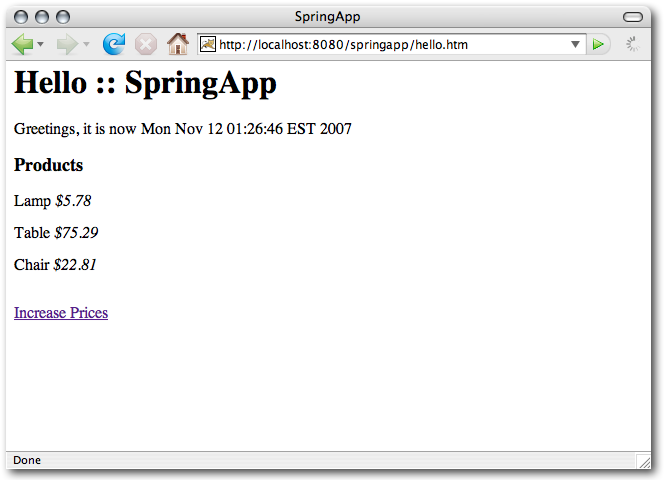 SpringApp
http://localhost:8080/springapp/hello.htm
Hello :: SpringApp
Greetings, it is now Mon Nov 12 01:26:46 EST 2007
Products
Lamp $5.78
Table $75.29
Chair $22.81
Increase Prices
Done